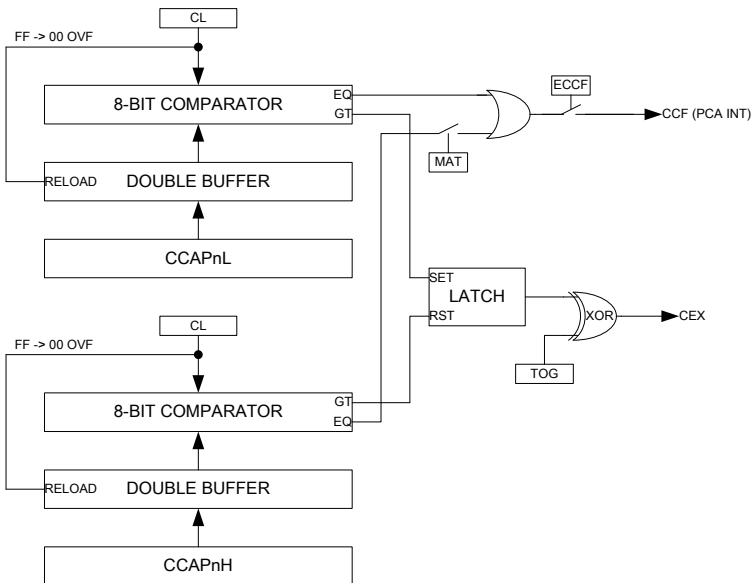 CL
FF -> 00 OVF
8-BIT COMPARATOR
EQ
GT
RELOAD
DOUBLE BUFFER
CCAPnL
ECCF
CCF (PCA INT)
MAT
SET
LATCH
RST
XOR
CEX
TOG
CL
FF -> 00 OVF
8-BIT COMPARATOR
GT
EQ
RELOAD
DOUBLE BUFFER
CCAPnH